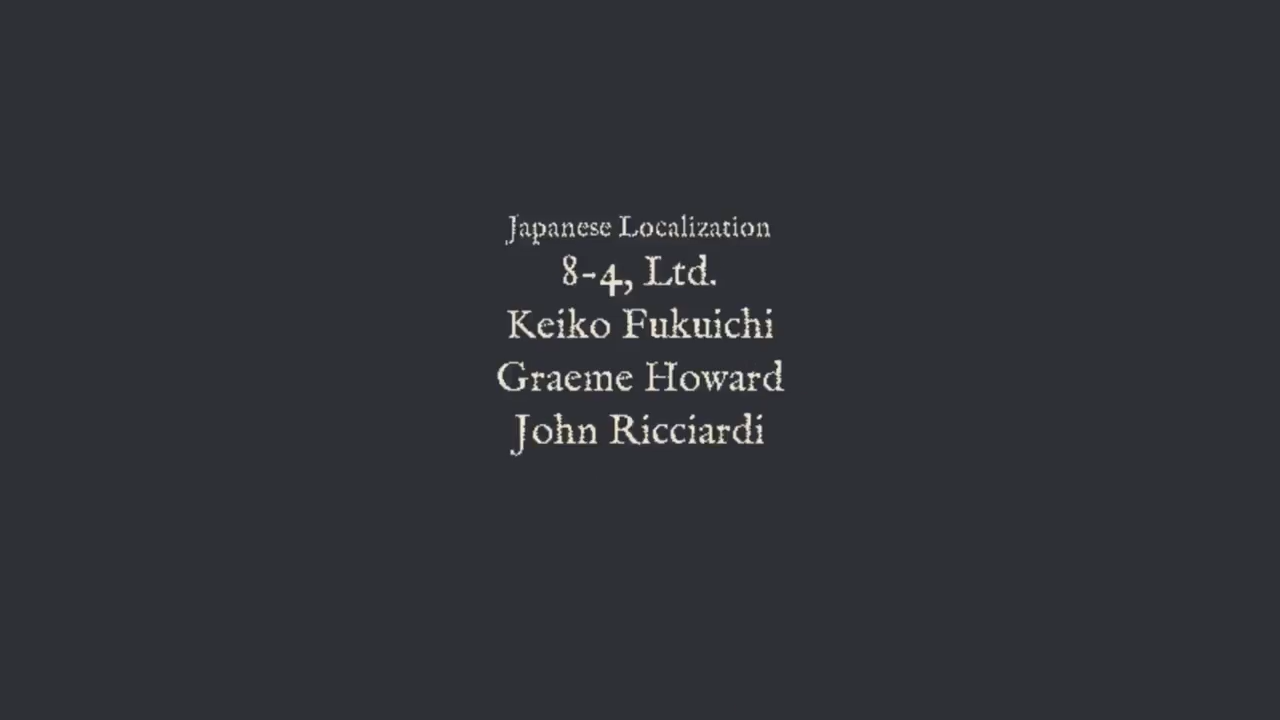 Japanese Localization
8-4, Ltd.
Keiko Fukuichi
Graeme Howard
John Ricciardi